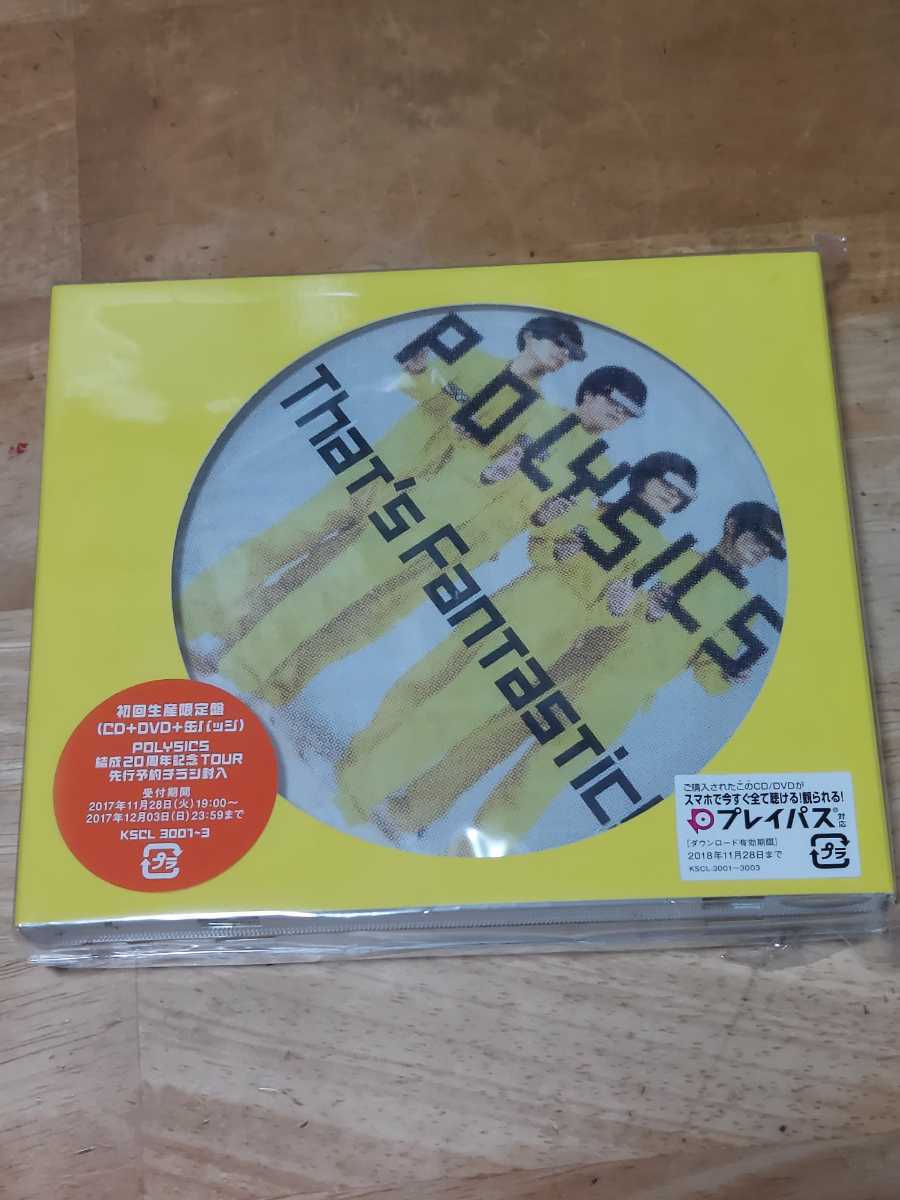 POLYSICS
That's Fantastic!
初回生産限定盤
(CD+DVD+缶バッジ)
POLYSICS
結成20周年記念TOUR
先行予約チラシ封入
受付期間
2017年11月28日(火)19:00～
2017年12月03日(日)23:59まで
KSCL 3001~3
プラ
ご購入されたこのCD/DVDが
スマホで今すぐ全て聴ける!観られる!
プレイパス®対応
[ダウンロード有効期限]
2018年11月28日まで
KSCL-3001～3003
プラ